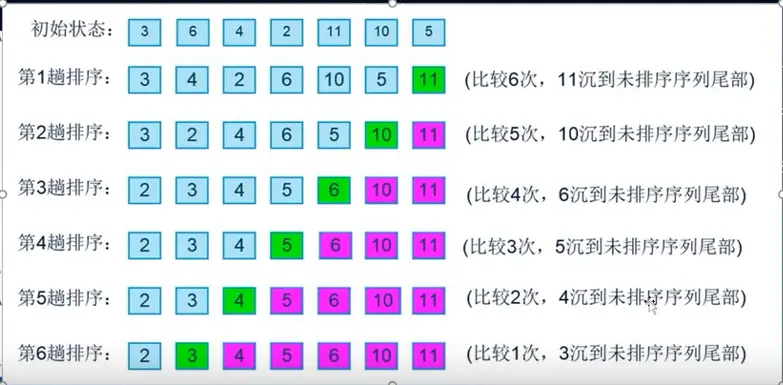 初始状态： 3 6 4 2 11 10 5
第1趟排序： 3 4 2 6 10 5 11 (比较6次，11沉到未排序序列尾部)
第2趟排序： 3 2 4 6 5 10 11 (比较5次，10沉到未排序序列尾部)
第3趟排序： 2 3 4 5 6 10 11 (比较4次，6沉到未排序序列尾部)
第4趟排序： 2 3 4 5 6 10 11 (比较3次，5沉到未排序序列尾部)
第5趟排序： 2 3 4 5 6 10 11 (比较2次，4沉到未排序序列尾部)
第6趟排序： 2 3 4 5 6 10 11 (比较1次，3沉到未排序序列尾部)